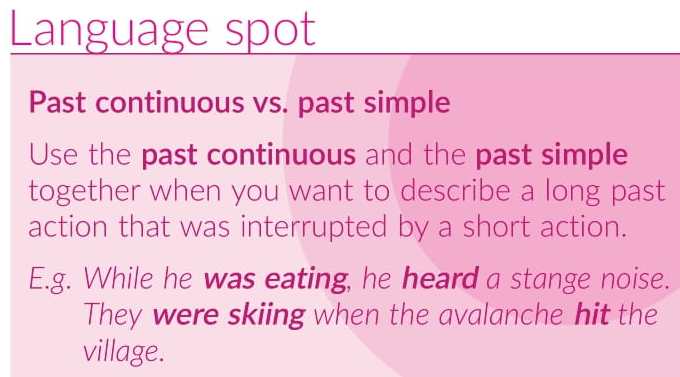 Language spot
Past continuous vs. past simple
Use the past continuous and the past simple
together when you want to describe a long past
action that was interrupted by a short action.
E.g. While he was eating, he heard a stange noise.
They were skiing when the avalanche hit the
village.